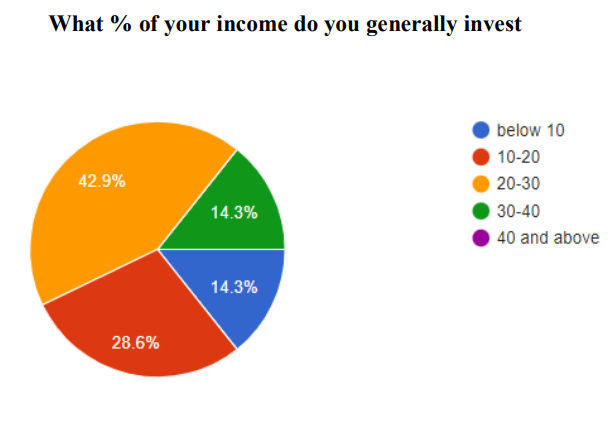 What % of your income do you generally invest
below 10
10-20
20-30
30-40
40 and above
42.9%
14.3%
14.3%
28.6%